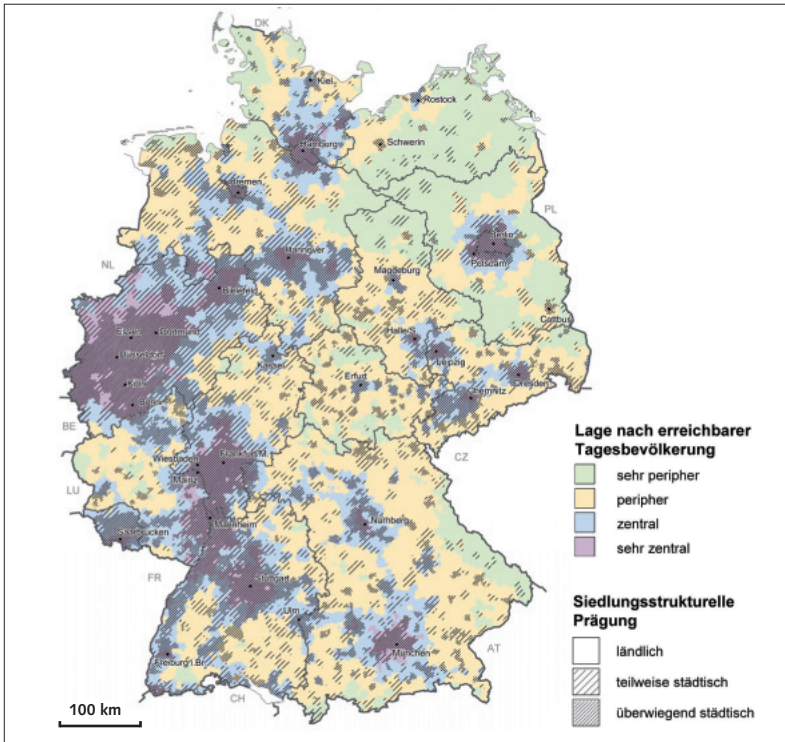 DK
Kiel
Rostock
Hamburg
Schwerin
Bremen
PL
Berlin
Potsdam
Hannover
NL
Magdeburg
Bielefeld
Cottbus
Essen
Dortmund
Halle/S.
Düsseldorf
Leipzig
Kassel
Köln
Erfurt
Dresden
Chemnitz
Bonn
BE
Wiesbaden
Frankfurt/M.
CZ
Mainz
LU
Mannheim
Nürnberg
Saarbrücken
FR
Stuttgart
Ulm
München
AT
Freiburg i.Br.
CH
100 km
Lage nach erreichbarer
Tagesbevölkerung
sehr peripher
peripher
zentral
sehr zentral
Siedlungsstrukturelle
Prägung
ländlich
teilweise städtisch
überwiegend städtisch